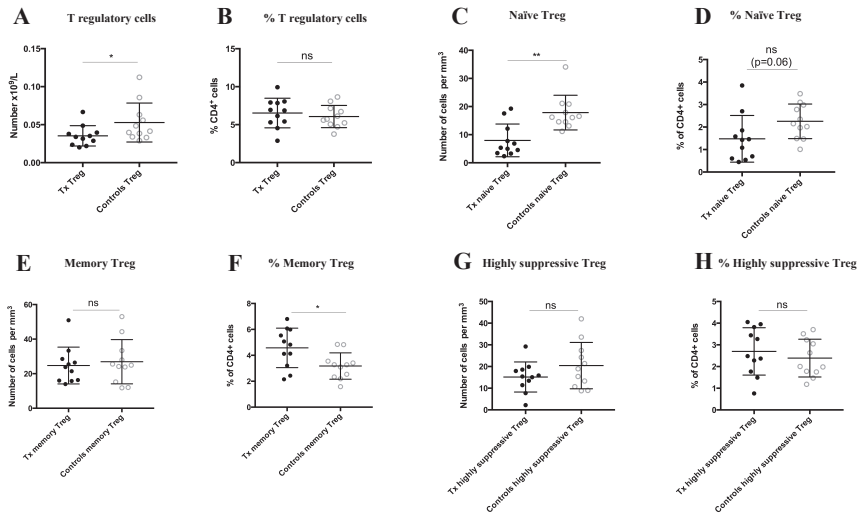 A T regulatory cells
Number x10⁹/L
0.15
0.10
0.05
0.00
*
Tx Treg
Controls Treg
B % T regulatory cells
% CD4⁺ cells
15
10
5
0
ns
Tx Treg
Controls Treg
C Naïve Treg
Number of cells per mm³
40
30
20
10
0
**
Tx naive Treg
Controls naive Treg
D % Naïve Treg
% of CD4+ cells
5
4
3
2
1
0
ns
(p=0.06)
Tx naive Treg
Controls naive Treg
E Memory Treg
Number of cells per mm³
60
40
20
0
ns
Tx memory Treg
Controls memory Treg
F % Memory Treg
% of CD4+ cells
8
6
4
2
0
*
Tx memory Treg
Controls memory Treg
G Highly suppressive Treg
Number of cells per mm³
50
40
30
20
10
0
ns
Tx highly suppressive Treg
Controls highly suppressive Treg
H % Highly suppressive Treg
% of CD4+ cells
5
4
3
2
1
0
ns
Tx highly suppressive Treg
Controls highly suppressive Treg